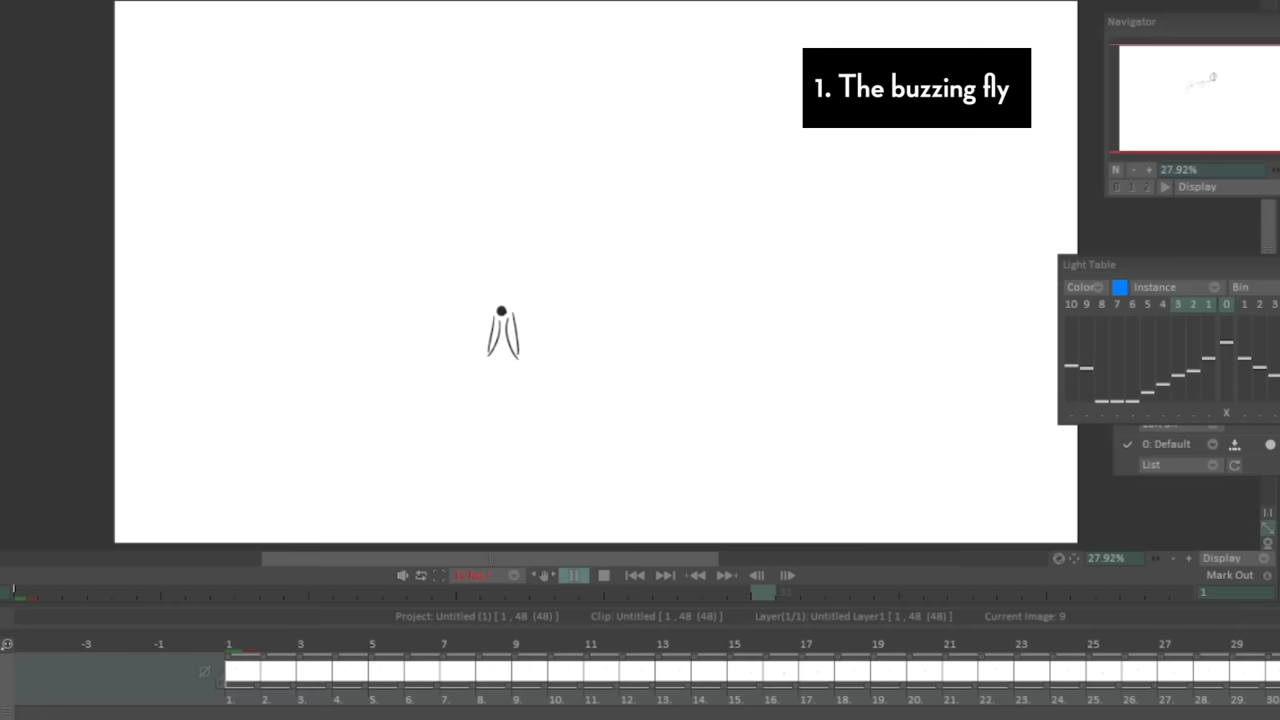 Navigator
1. The buzzing fly
N - + 27.92%
B 1 2 Display
Light Table
Color Instance Bin
10 9 8 7 6 5 4 3 2 1 0 1 2 3
X
0: Default
List
27.92% - + Display
Mark Out
1
Project: Untitled (1) [ 1 , 48 (48) ] Clip: Untitled [ 1 , 48 (48) ] Layer(1/1): Untitled Layer1 [ 1 , 48 (48) ] Current Image: 9
-3 -1 1 3 5 7 9 11 13 15 17 19 21 23 25 27 29
1. 2. 3. 4. 5. 6. 7. 8. 9. 10. 11. 12. 13. 14. 15. 16. 17. 18. 19. 20. 21. 22. 23. 24. 25. 26. 27. 28. 29. 30